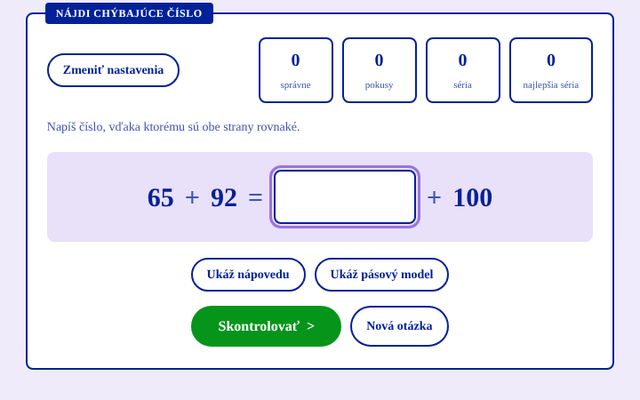 NÁJDI CHÝBAJÚCE ČÍSLO
Zmeniť nastavenia
0
správne
0
pokusy
0
séria
0
najlepšia séria
Napíš číslo, vďaka ktorému sú obe strany rovnaké.
65 + 92 = + 100
Ukáž nápovedu
Ukáž pásový model
Skontrolovať >
Nová otázka